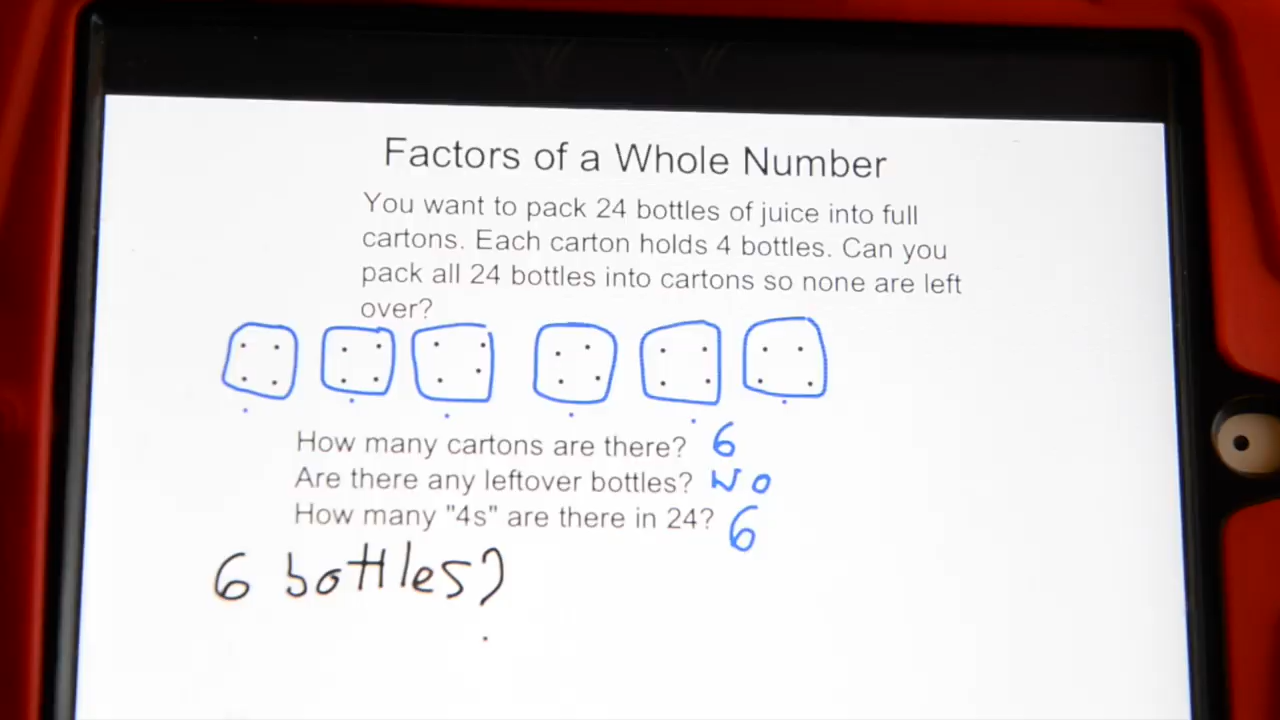 Factors of a Whole Number
You want to pack 24 bottles of juice into full
cartons. Each carton holds 4 bottles. Can you
pack all 24 bottles into cartons so none are left
over?
How many cartons are there? 6
Are there any leftover bottles? NO
How many "4s" are there in 24? 6
6 bottles?